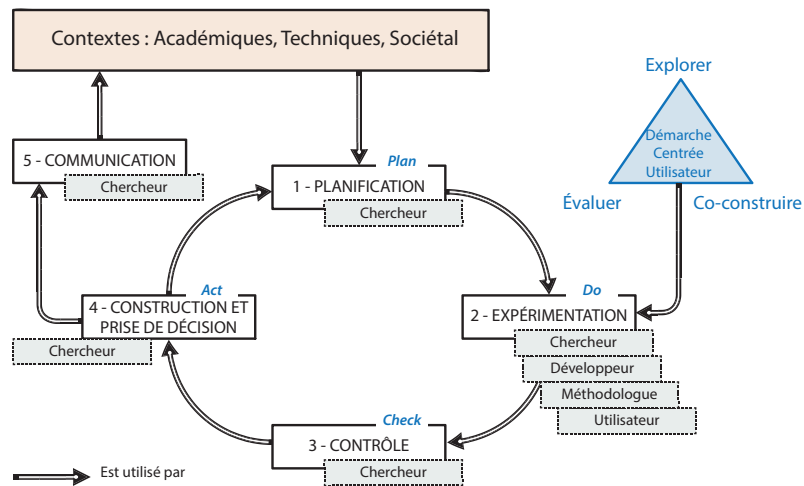 Contextes : Académiques, Techniques, Sociétal
Explorer
Démarche
Centrée
Utilisateur
Évaluer
Co-construire
5 - COMMUNICATION
Chercheur
Plan
1 - PLANIFICATION
Chercheur
Act
4 - CONSTRUCTION ET
PRISE DE DÉCISION
Chercheur
Do
2 - EXPÉRIMENTATION
Chercheur
Développeur
Méthodologue
Utilisateur
Check
3 - CONTRÔLE
Chercheur
Est utilisé par